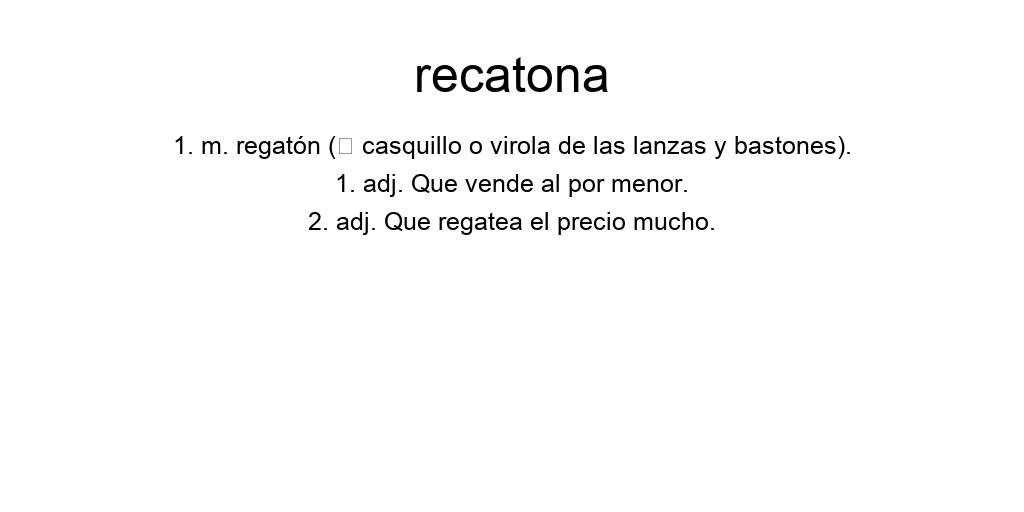 recatona
1. m. regatón (□ casquillo o virola de las lanzas y bastones).
1. adj. Que vende al por menor.
2. adj. Que regatea el precio mucho.